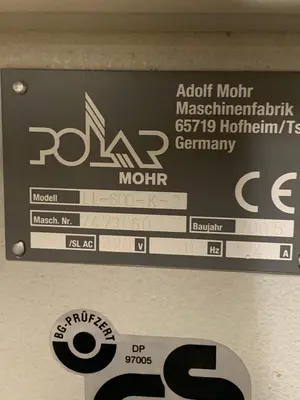 POLAR
MOHR
Adolf Mohr
Maschinenfabrik
65719 Hofheim/Ts
Germany
CE
Modell
Masch. Nr. Baujahr
/SL AC V Hz A
BG-PRÜFZERT
DP
97005
GS